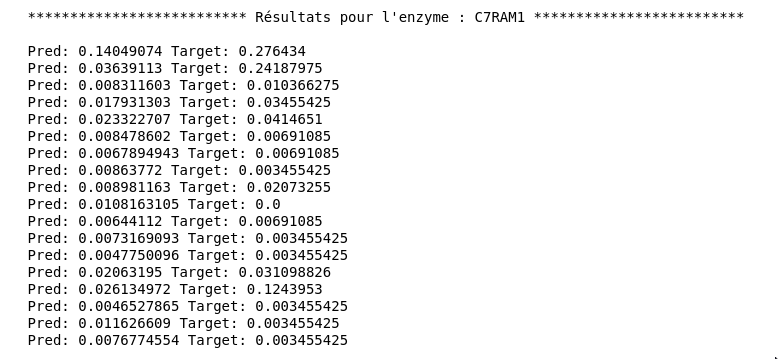 ************************** Résultats pour l'enzyme : C7RAM1 *************************
Pred: 0.14049074 Target: 0.276434
Pred: 0.03639113 Target: 0.24187975
Pred: 0.008311603 Target: 0.010366275
Pred: 0.017931303 Target: 0.03455425
Pred: 0.023322707 Target: 0.0414651
Pred: 0.008478602 Target: 0.00691085
Pred: 0.0067894943 Target: 0.00691085
Pred: 0.00863772 Target: 0.003455425
Pred: 0.008981163 Target: 0.02073255
Pred: 0.0108163105 Target: 0.0
Pred: 0.00644112 Target: 0.00691085
Pred: 0.0073169093 Target: 0.003455425
Pred: 0.0047750096 Target: 0.003455425
Pred: 0.02063195 Target: 0.031098826
Pred: 0.026134972 Target: 0.1243953
Pred: 0.0046527865 Target: 0.003455425
Pred: 0.011626609 Target: 0.003455425
Pred: 0.0076774554 Target: 0.003455425